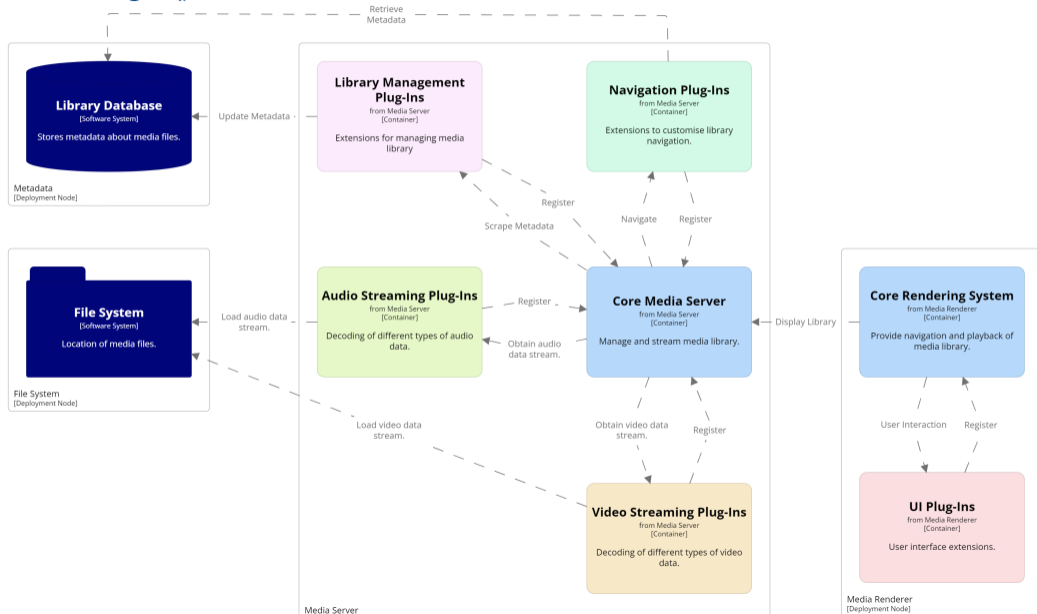 Retrieve
Metadata
Library Database
[Software System]
Stores metadata about media files.
Metadata
[Deployment Node]
Update Metadata
Library Management
Plug-Ins
from Media Server
[Container]
Extensions for managing media
library
Navigation Plug-Ins
from Media Server
[Container]
Extensions to customise library
navigation.
Register
Scrape Metadata
Navigate
Register
File System
[Software System]
Location of media files.
File System
[Deployment Node]
Load audio data
stream.
Audio Streaming Plug-Ins
from Media Server
[Container]
Decoding of different types of audio
data.
Register
Obtain audio
data stream.
Core Media Server
from Media Server
[Container]
Manage and stream media library.
Display Library
Core Rendering System
from Media Renderer
[Container]
Provide navigation and playback of
media library.
Load video data
stream.
Obtain video data
stream.
Register
User Interaction
Register
Video Streaming Plug-Ins
from Media Server
[Container]
Decoding of different types of video
data.
UI Plug-Ins
from Media Renderer
[Container]
User interface extensions.
Media Server
Media Renderer
[Deployment Node]